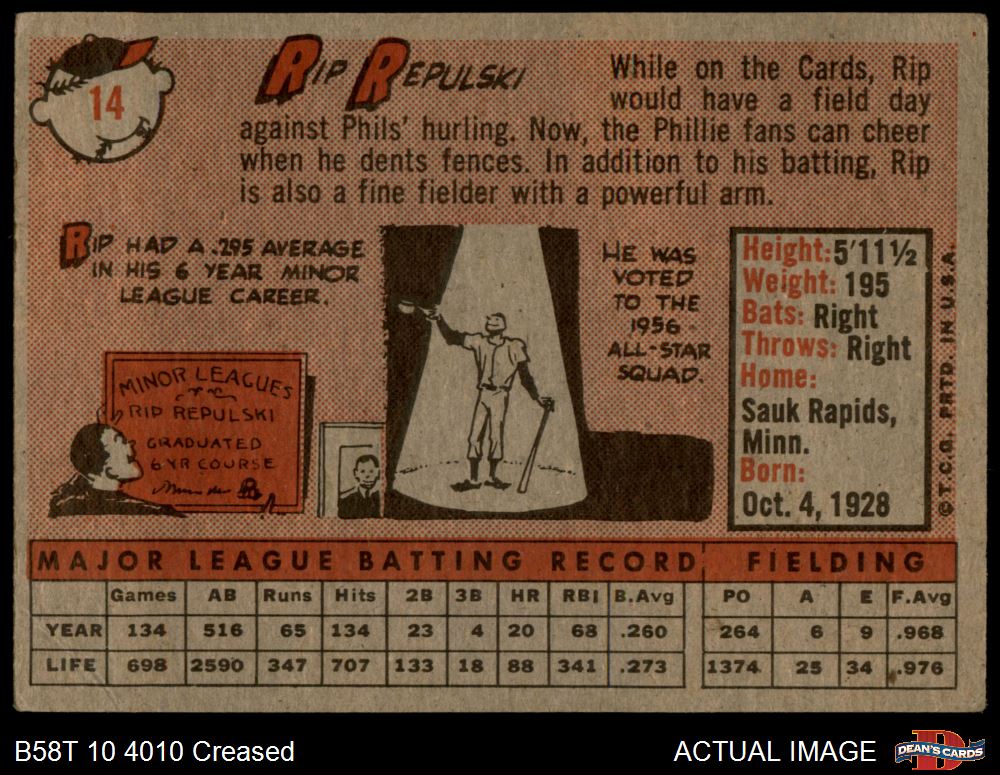 14
RIP REPULSKI
While on the Cards, Rip
would have a field day
against Phils' hurling. Now, the Phillie fans can cheer
when he dents fences. In addition to his batting, Rip
is also a fine fielder with a powerful arm.
RIP HAD A .295 AVERAGE
IN HIS 6 YEAR MINOR
LEAGUE CAREER.
MINOR LEAGUES
RIP REPULSKI
GRADUATED
6 YR COURSE
HE WAS
VOTED
TO THE
1956
ALL-STAR
SQUAD.
Height: 5'11½
Weight: 195
Bats: Right
Throws: Right
Home:
Sauk Rapids,
Minn.
Born:
Oct. 4, 1928
©T.C.G. PRTD. IN U.S.A.
MAJOR LEAGUE BATTING RECORD FIELDING
Games AB Runs Hits 2B 3B HR RBI B.Avg PO A E F.Avg
YEAR 134 516 65 134 23 4 20 68 .260 264 6 9 .968
LIFE 698 2590 347 707 133 18 88 341 .273 1374 25 34 .976
B58T 10 4010 Creased
ACTUAL IMAGE
D
DEAN'S CARDS